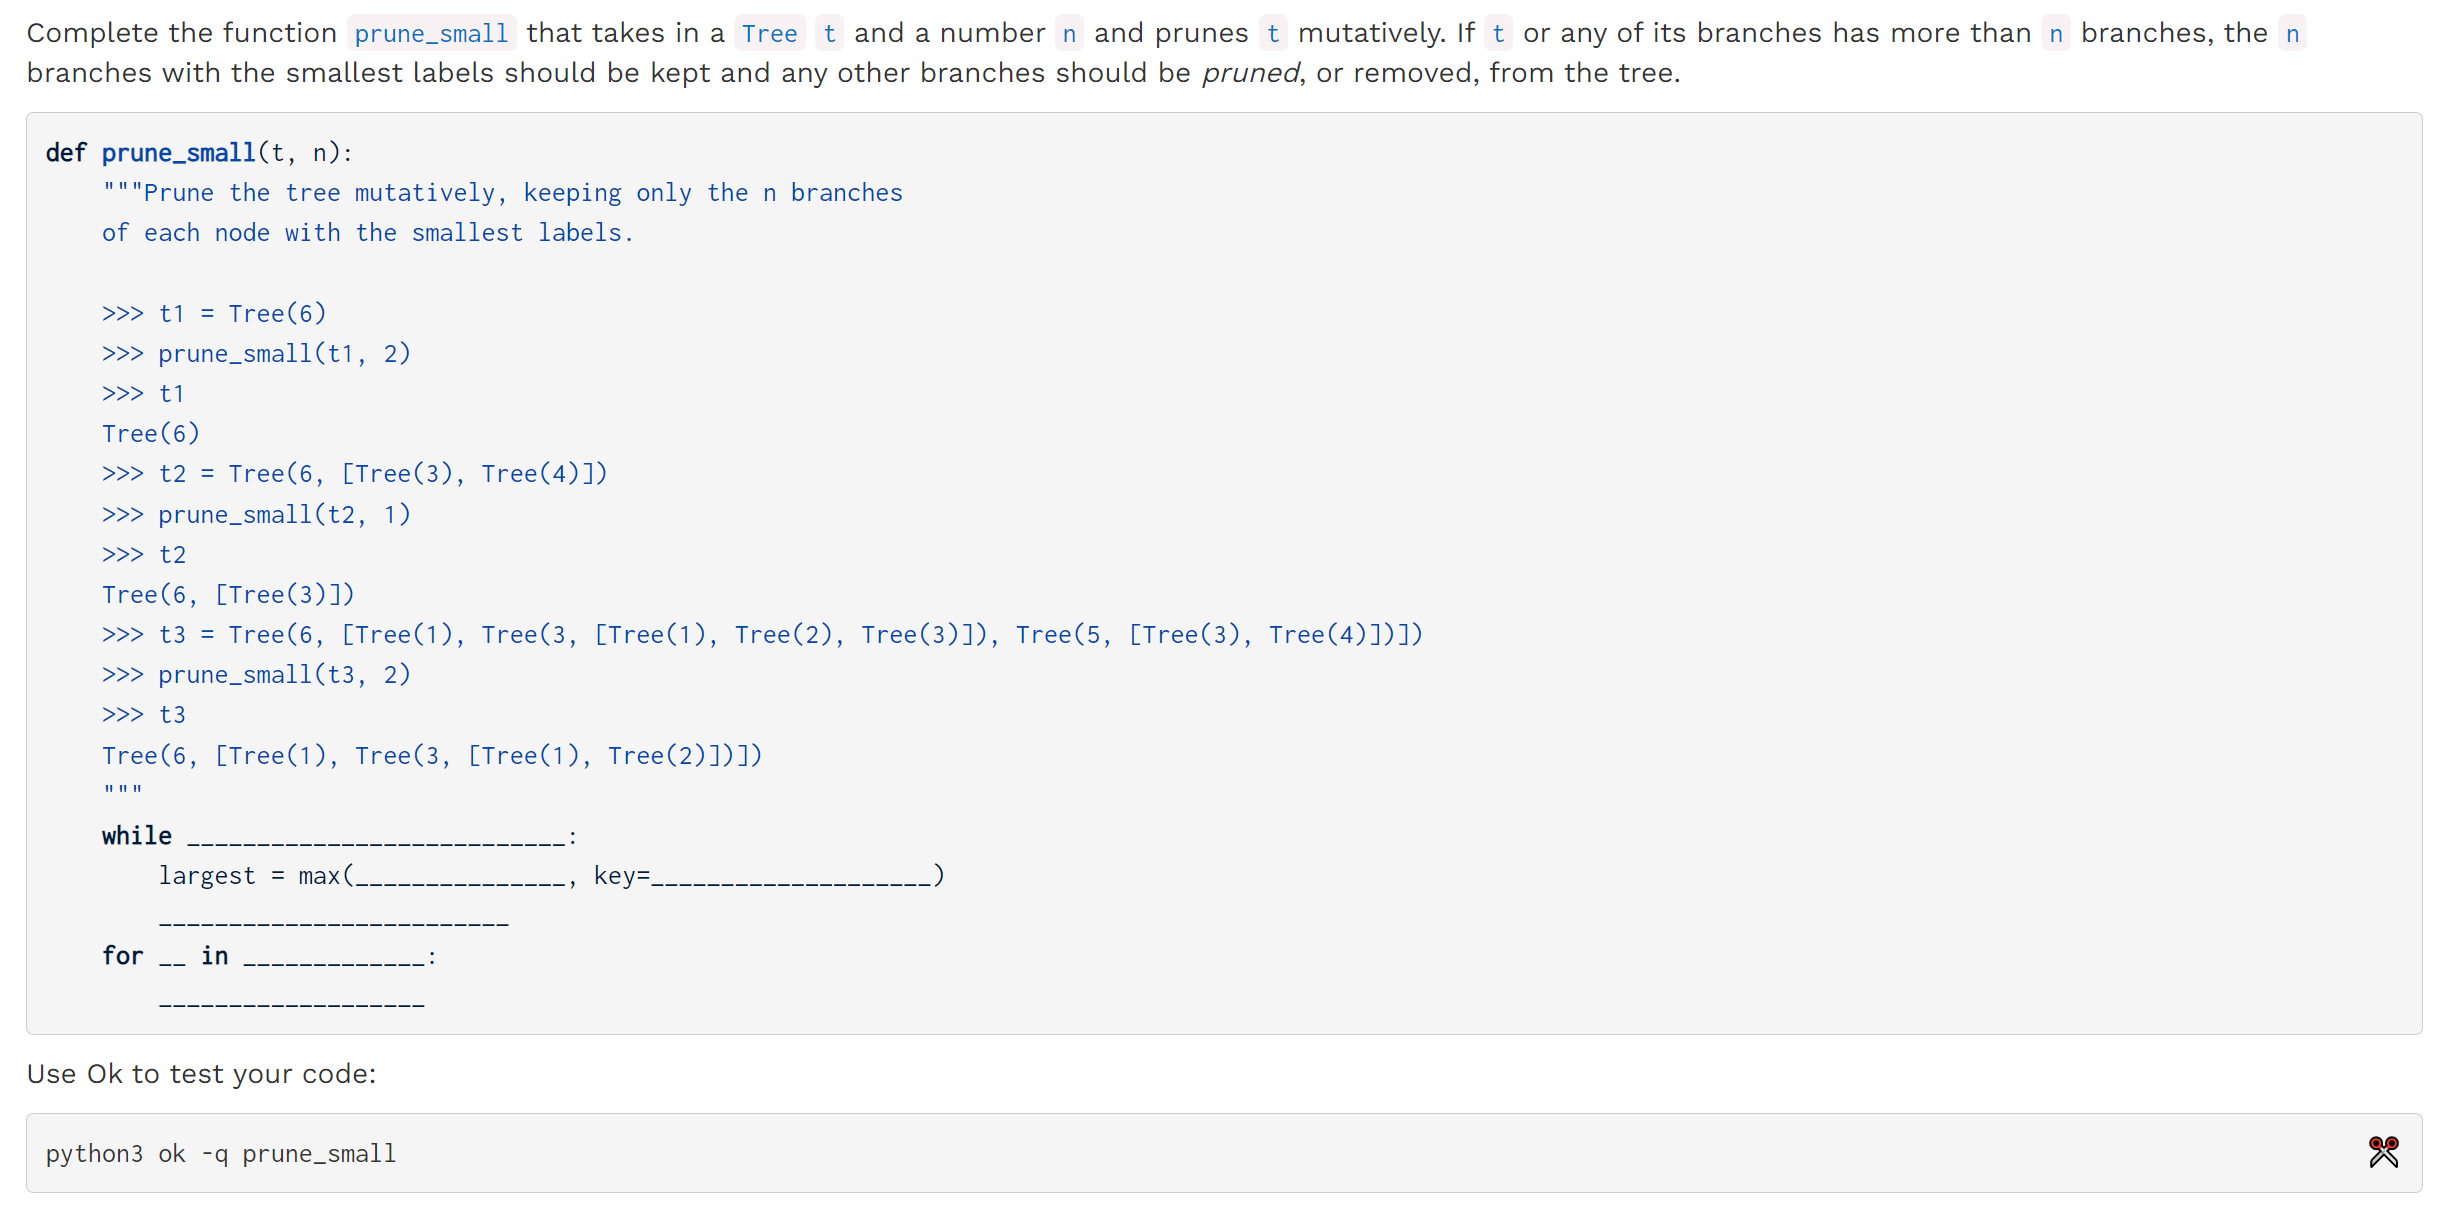 Complete the function prune_small that takes in a Tree t and a number n and prunes t mutatively. If t or any of its branches has more than n branches, the n
branches with the smallest labels should be kept and any other branches should be pruned, or removed, from the tree.
def prune_small(t, n):
    """Prune the tree mutatively, keeping only the n branches
    of each node with the smallest labels.

    >>> t1 = Tree(6)
    >>> prune_small(t1, 2)
    >>> t1
    Tree(6)
    >>> t2 = Tree(6, [Tree(3), Tree(4)])
    >>> prune_small(t2, 1)
    >>> t2
    Tree(6, [Tree(3)])
    >>> t3 = Tree(6, [Tree(1), Tree(3, [Tree(1), Tree(2), Tree(3)]), Tree(5, [Tree(3), Tree(4)])])
    >>> prune_small(t3, 2)
    >>> t3
    Tree(6, [Tree(1), Tree(3, [Tree(1), Tree(2)])])
    """
    while ___________________________:
        largest = max(_______________, key=____________________)
        _________________________
    for __ in _____________:
        ___________________
Use Ok to test your code:
python3 ok -q prune_small